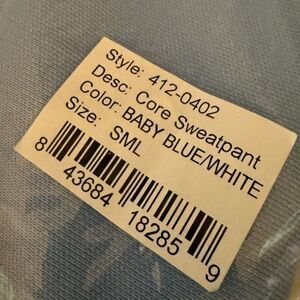 Style: 412-0402
Desc: Core Sweatpant
Color: BABY BLUE/WHITE
Size: SML
8 43684 18285 9